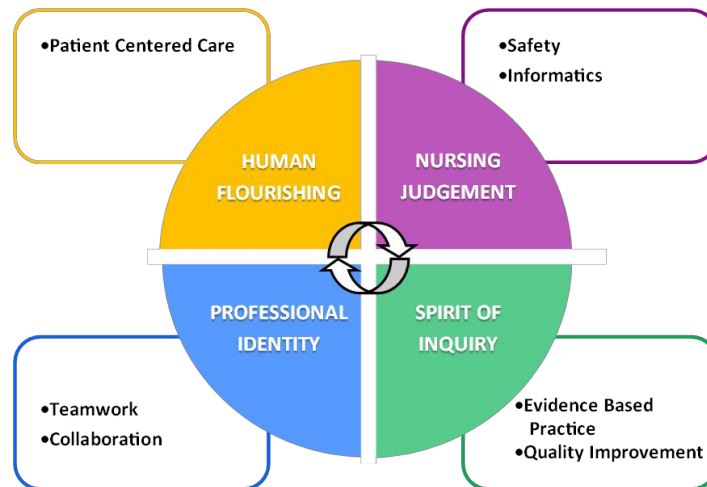 •Patient Centered Care
•Safety
•Informatics
HUMAN
FLOURISHING
NURSING
JUDGEMENT
PROFESSIONAL
IDENTITY
SPIRIT OF
INQUIRY
•Teamwork
•Collaboration
•Evidence Based
Practice
•Quality Improvement